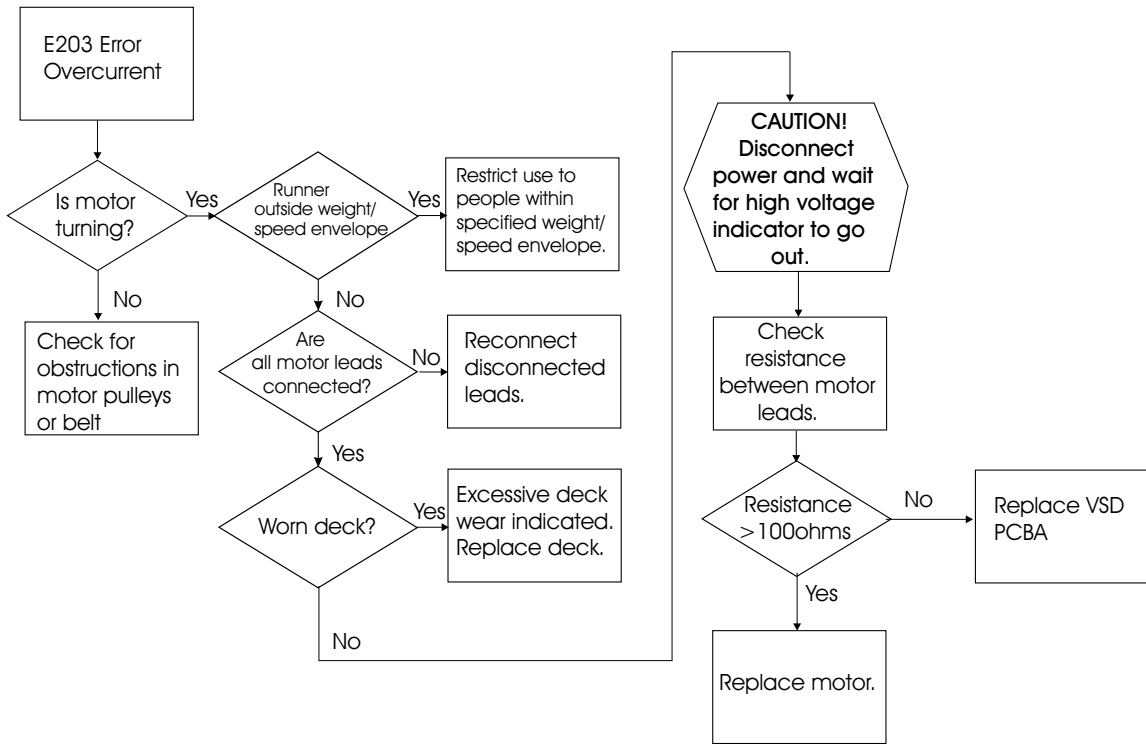 E203 Error
Overcurrent
Is motor
turning?
Yes
No
Check for
obstructions in
motor pulleys
or belt
Runner
outside weight/
speed envelope
Yes
Restrict use to
people within
specified weight/
speed envelope.
No
Are
all motor leads
connected?
No
Reconnect
disconnected
leads.
Yes
Worn deck?
Yes
Excessive deck
wear indicated.
Replace deck.
No
CAUTION!
Disconnect
power and wait
for high voltage
indicator to go
out.
Check
resistance
between motor
leads.
Resistance
>100ohms
No
Replace VSD
PCBA
Yes
Replace motor.